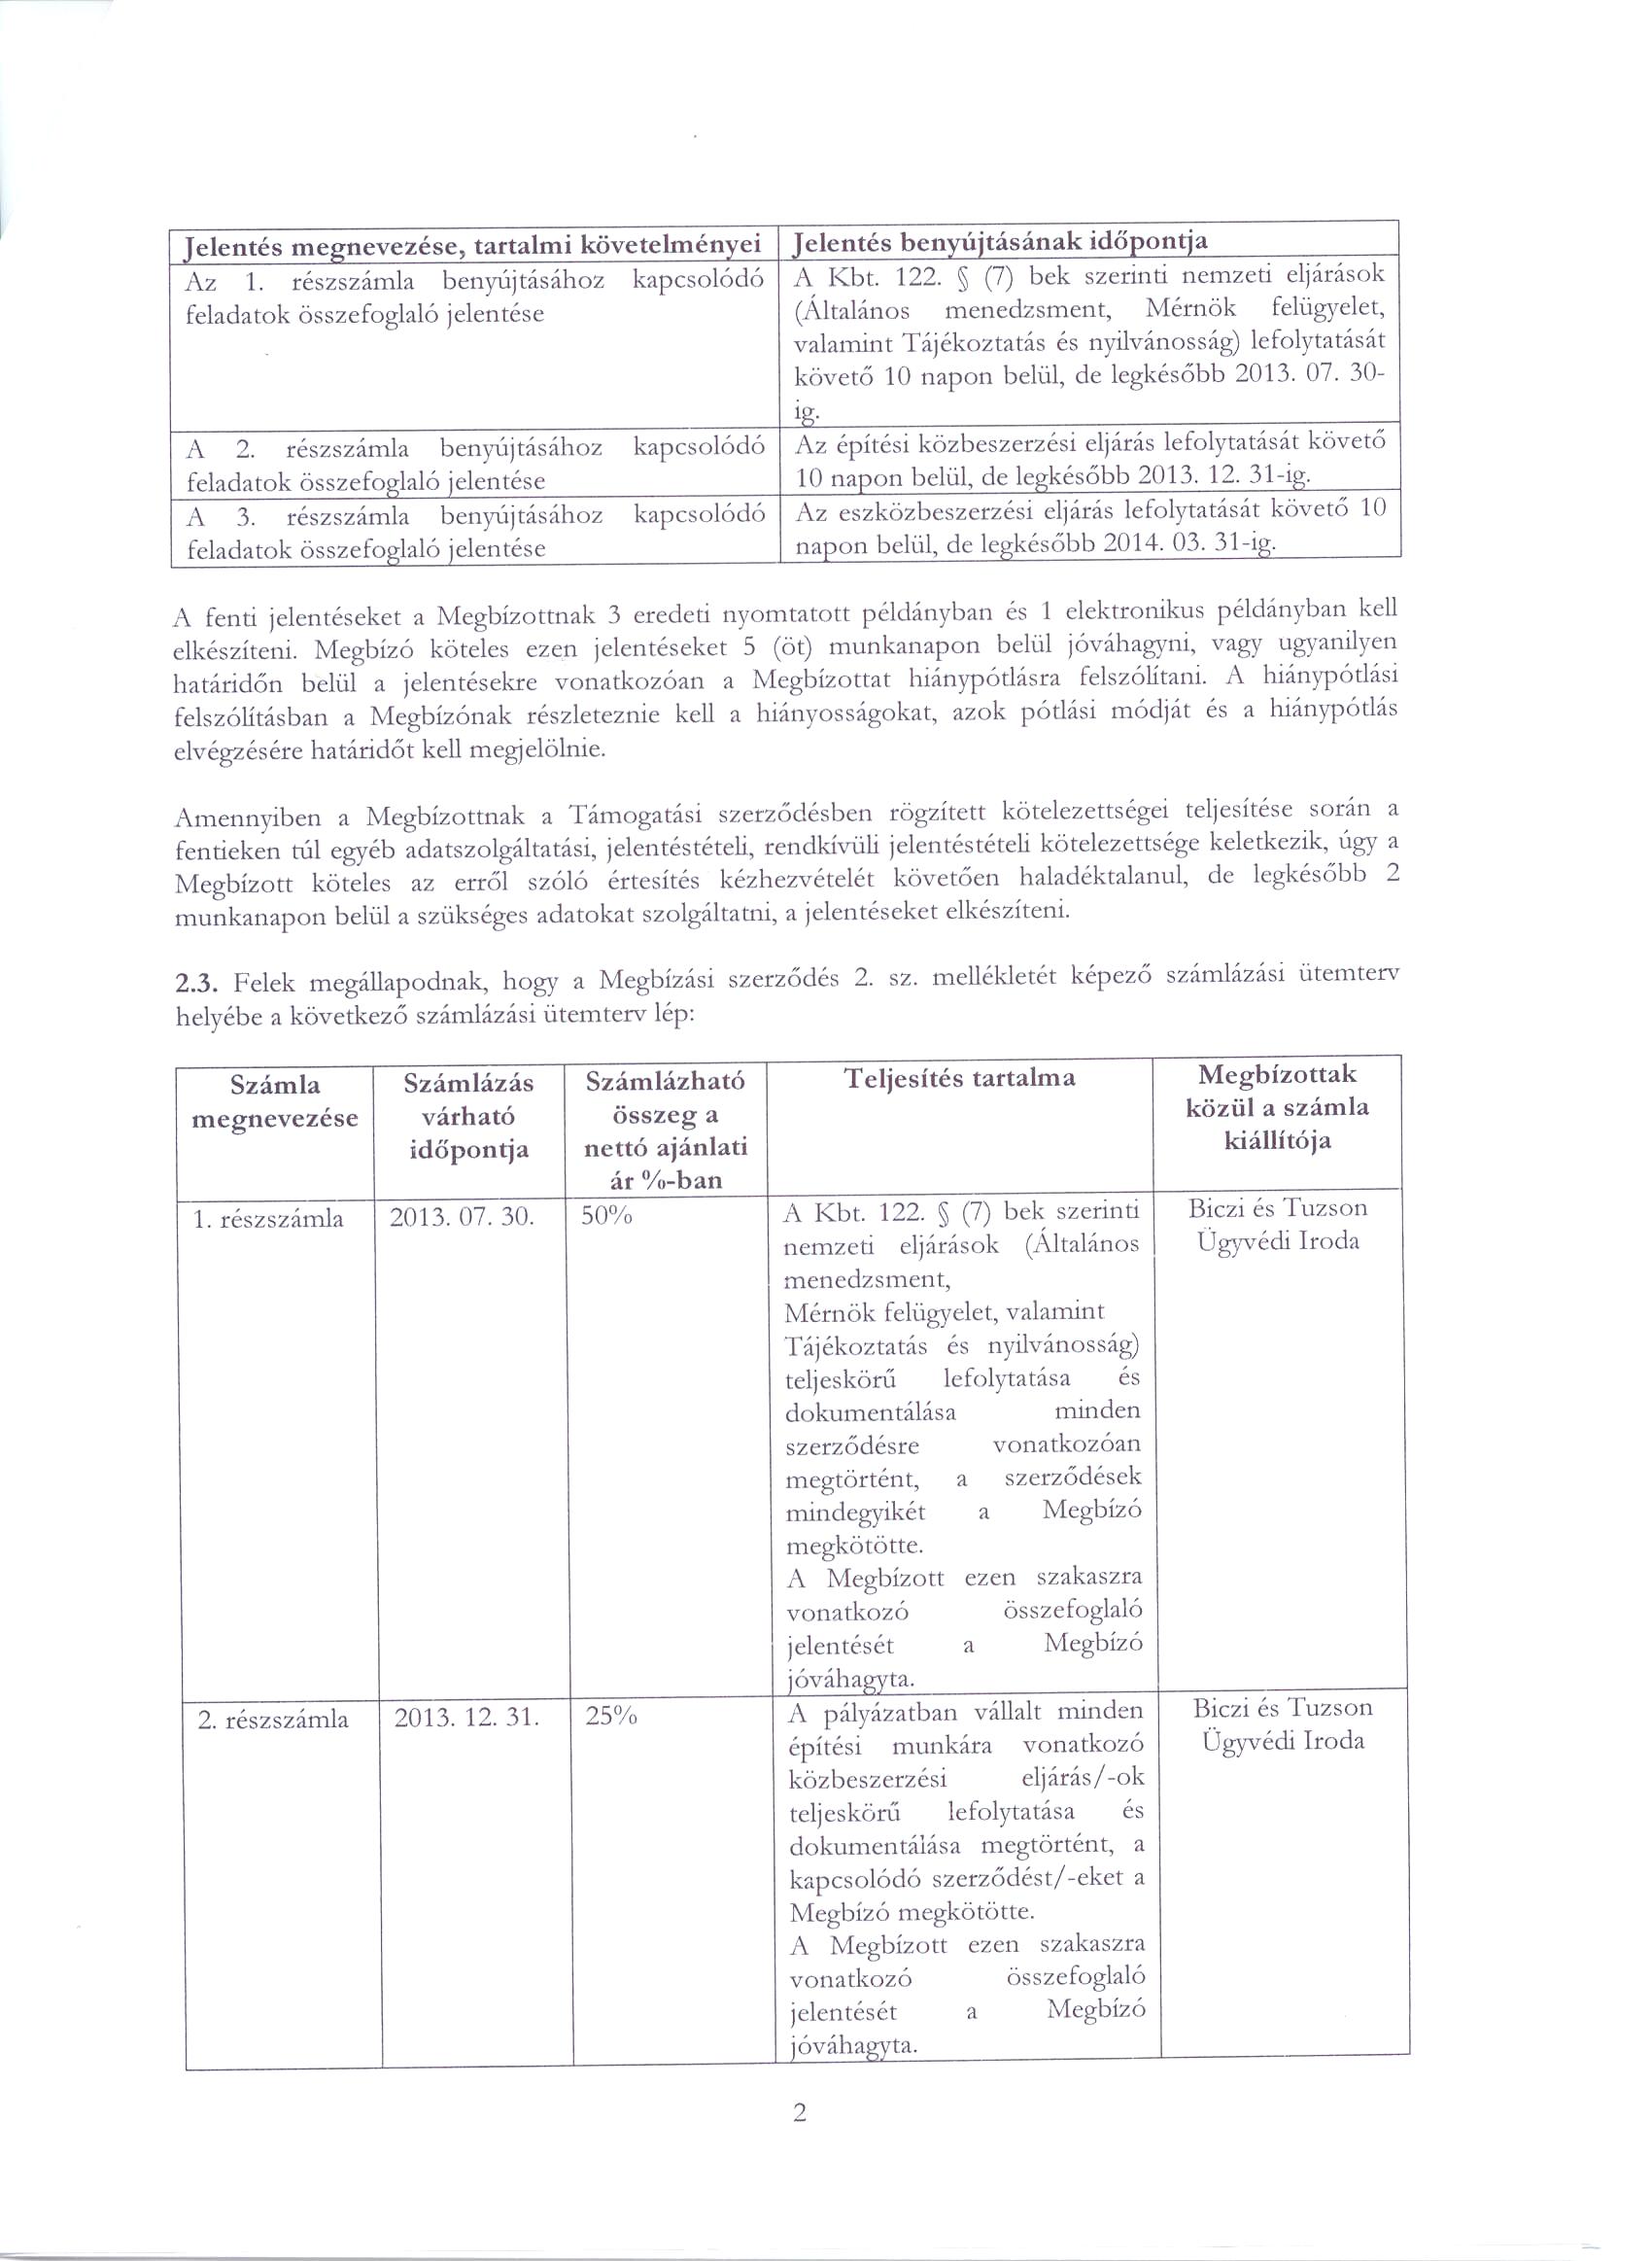 Jelentés megnevezése, tartalmi követelményei
Jelentés benyújtásának időpontja
Az 1. részszámla benyújtásához kapcsolódó
feladatok összefoglaló jelentése
A Kbt. 122. § (7) bek szerinti nemzeti eljárások
(Általános menedzsment, Mérnök felügyelet,
valamint Tájékoztatás és nyilvánosság) lefolytatását
követő 10 napon belül, de legkésőbb 2013. 07. 30-
ig.
A 2. részszámla benyújtásához kapcsolódó
feladatok összefoglaló jelentése
Az építési közbeszerzési eljárás lefolytatását követő
10 napon belül, de legkésőbb 2013. 12. 31-ig.
A 3. részszámla benyújtásához kapcsolódó
feladatok összefoglaló jelentése
Az eszközbeszerzési eljárás lefolytatását követő 10
napon belül, de legkésőbb 2014. 03. 31-ig.
A fenti jelentéseket a Megbízottnak 3 eredeti nyomtatott példányban és 1 elektronikus példányban kell
elkészíteni. Megbízó köteles ezen jelentéseket 5 (öt) munkanapon belül jóváhagyni, vagy ugyanilyen
határidőn belül a jelentésekre vonatkozóan a Megbízottat hiánypótlásra felszólítani. A hiánypótlási
felszólításban a Megbízónak részleteznie kell a hiányosságokat, azok pótlási módját és a hiánypótlás
elvégzésére határidőt kell megjelölnie.
Amennyiben a Megbízottnak a Támogatási szerződésben rögzített kötelezettségei teljesítése során a
fentieken túl egyéb adatszolgáltatási, jelentéstételi, rendkívüli jelentéstételi kötelezettsége keletkezik, úgy a
Megbízott köteles az erről szóló értesítés kézhezvételét követően haladéktalanul, de legkésőbb 2
munkanapon belül a szükséges adatokat szolgáltatni, a jelentéseket elkészíteni.
2.3. Felek megállapodnak, hogy a Megbízási szerződés 2. sz. mellékletét képező számlázási ütemterv
helyébe a következő számlázási ütemterv lép:
Számla
megnevezése
Számlázás
várható
időpontja
Számlázható
összeg a
nettó ajánlati
ár %-ban
Teljesítés tartalma
Megbízottak
közül a számla
kiállítója
1. részszámla
2013. 07. 30.
50%
A Kbt. 122. § (7) bek szerinti
nemzeti eljárások (Általános
menedzsment,
Mérnök felügyelet, valamint
Tájékoztatás és nyilvánosság)
teljeskörű lefolytatása és
dokumentálása minden
szerződésre vonatkozóan
megtörtént, a szerződések
mindegyikét a Megbízó
megkötötte.
A Megbízott ezen szakaszra
vonatkozó összefoglaló
jelentését a Megbízó
jóváhagyta.
Biczi és Tuzson
Ügyvédi Iroda
2. részszámla
2013. 12. 31.
25%
A pályázatban vállalt minden
építési munkára vonatkozó
közbeszerzési eljárás/-ok
teljeskörű lefolytatása és
dokumentálása megtörtént, a
kapcsolódó szerződést/-eket a
Megbízó megkötötte.
A Megbízott ezen szakaszra
vonatkozó összefoglaló
jelentését a Megbízó
jóváhagyta.
Biczi és Tuzson
Ügyvédi Iroda
2